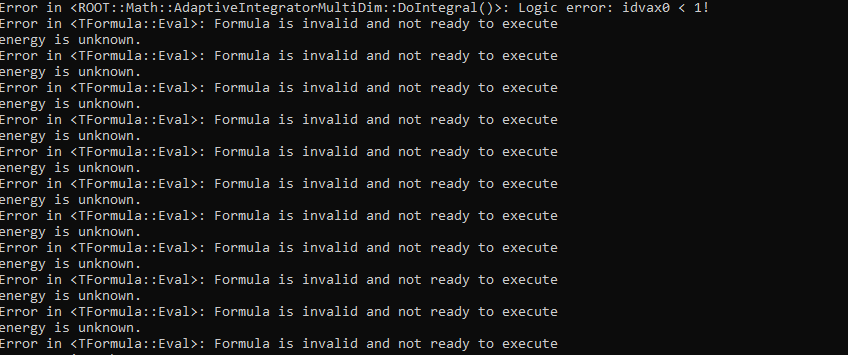 Error in <ROOT::Math::AdaptiveIntegratorMultiDim::DoIntegral()>: Logic error: idvax0 < 1!
Error in <TFormula::Eval>: Formula is invalid and not ready to execute
energy is unknown.
Error in <TFormula::Eval>: Formula is invalid and not ready to execute
energy is unknown.
Error in <TFormula::Eval>: Formula is invalid and not ready to execute
energy is unknown.
Error in <TFormula::Eval>: Formula is invalid and not ready to execute
energy is unknown.
Error in <TFormula::Eval>: Formula is invalid and not ready to execute
energy is unknown.
Error in <TFormula::Eval>: Formula is invalid and not ready to execute
energy is unknown.
Error in <TFormula::Eval>: Formula is invalid and not ready to execute
energy is unknown.
Error in <TFormula::Eval>: Formula is invalid and not ready to execute
energy is unknown.
Error in <TFormula::Eval>: Formula is invalid and not ready to execute
energy is unknown.
Error in <TFormula::Eval>: Formula is invalid and not ready to execute
energy is unknown.
Error in <TFormula::Eval>: Formula is invalid and not ready to execute